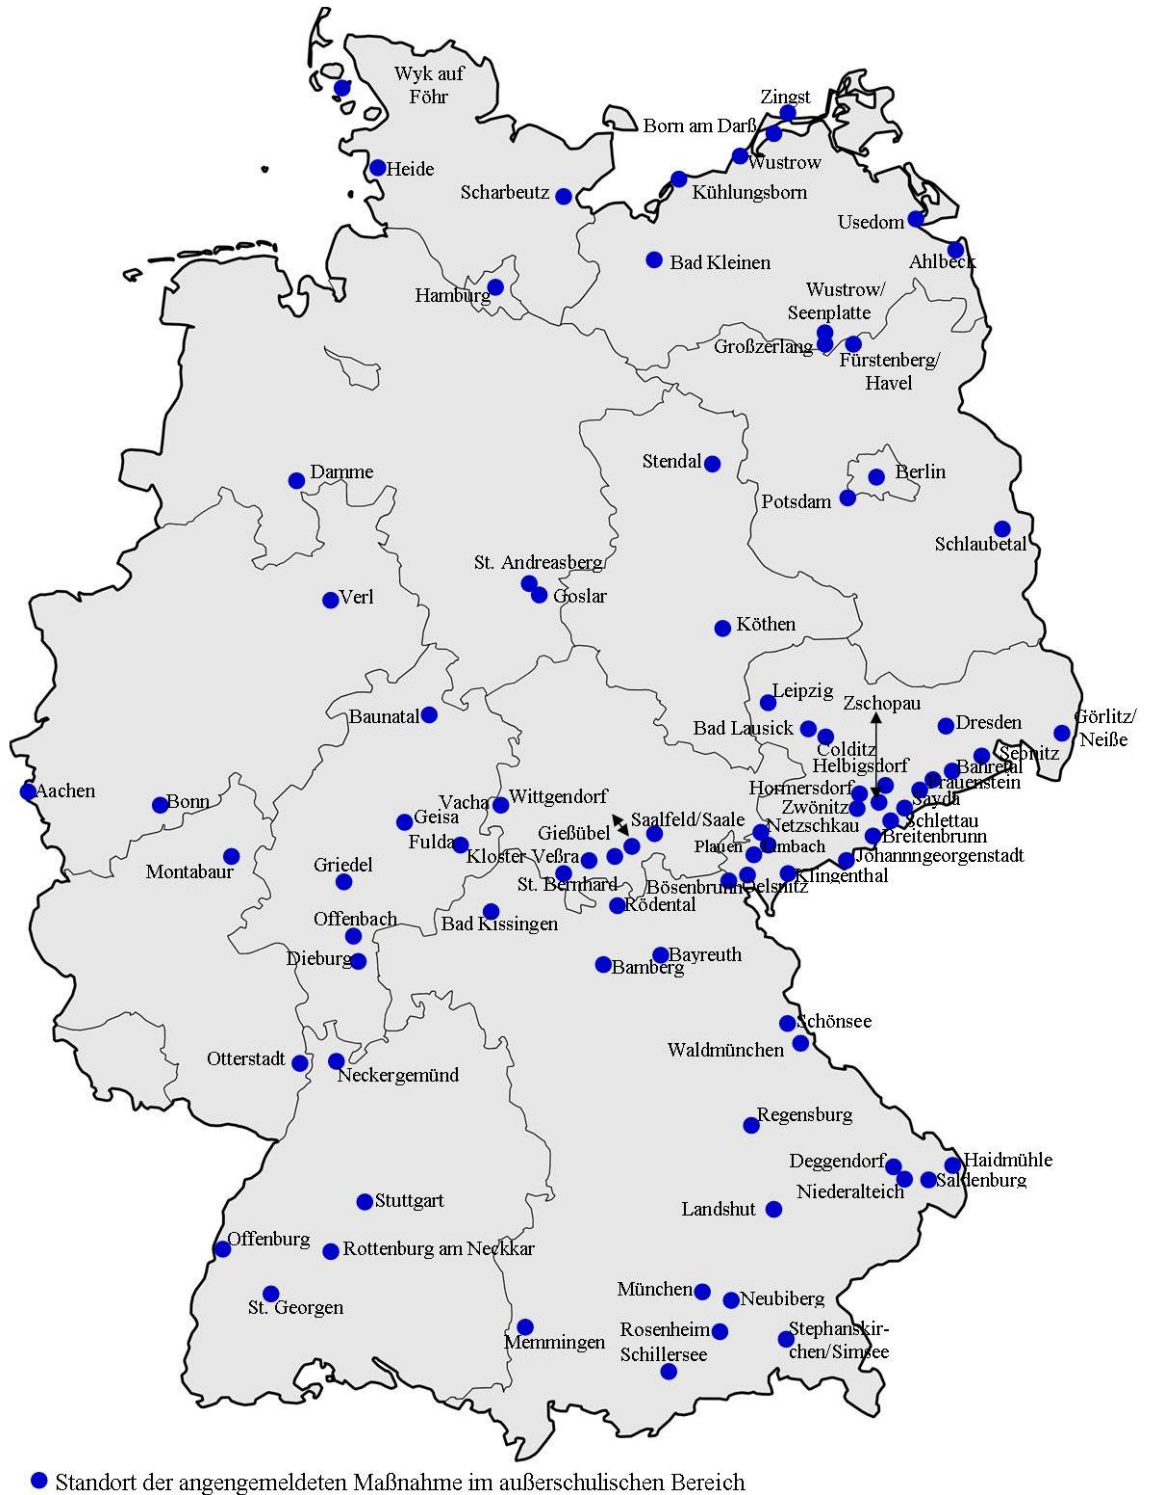 Wyk auf
Föhr
Zingst
Born am Darß
Wustrow
Heide
Scharbeutz
Kühlungsborn
Usedom
Ahlbeck
Bad Kleinen
Hamburg
Wustrow/
Seenplatte
Großzerlang
Fürstenberg/
Havel
Stendal
Berlin
Damme
Potsdam
Schlaubetal
St. Andreasberg
Goslar
Verl
Köthen
Leipzig
Zschopau
Baunatal
Bad Lausick
Dresden
Görlitz/
Neiße
Colditz
Sebnitz
Helbigsdorf
Bahretal
Frauenstein
Aachen
Bonn
Vacha
Wittgendorf
Hormersdorf
Sayda
Zwönitz
Geisa
Saalfeld/Saale
Schlettau
Gießübel
Netzschkau
Breitenbrunn
Fulda
Kloster Veßra
Plauen
Limbach
Johanngeorgenstadt
Montabaur
Griedel
St. Bernhard
Bösenbrunn
Oelsnitz
Klingenthal
Rödental
Offenbach
Bad Kissingen
Dieburg
Bamberg
Bayreuth
Schönsee
Waldmünchen
Otterstadt
Neckergemünd
Regensburg
Deggendorf
Haidmühle
Niederalteich
Saldenburg
Stuttgart
Landshut
Offenburg
Rottenburg am Neckkar
St. Georgen
München
Neubiberg
Memmingen
Rosenheim
Stephanskir-
chen/Simsee
Schillersee
Standort der angengemeldeten Maßnahme im außerschulischen Bereich